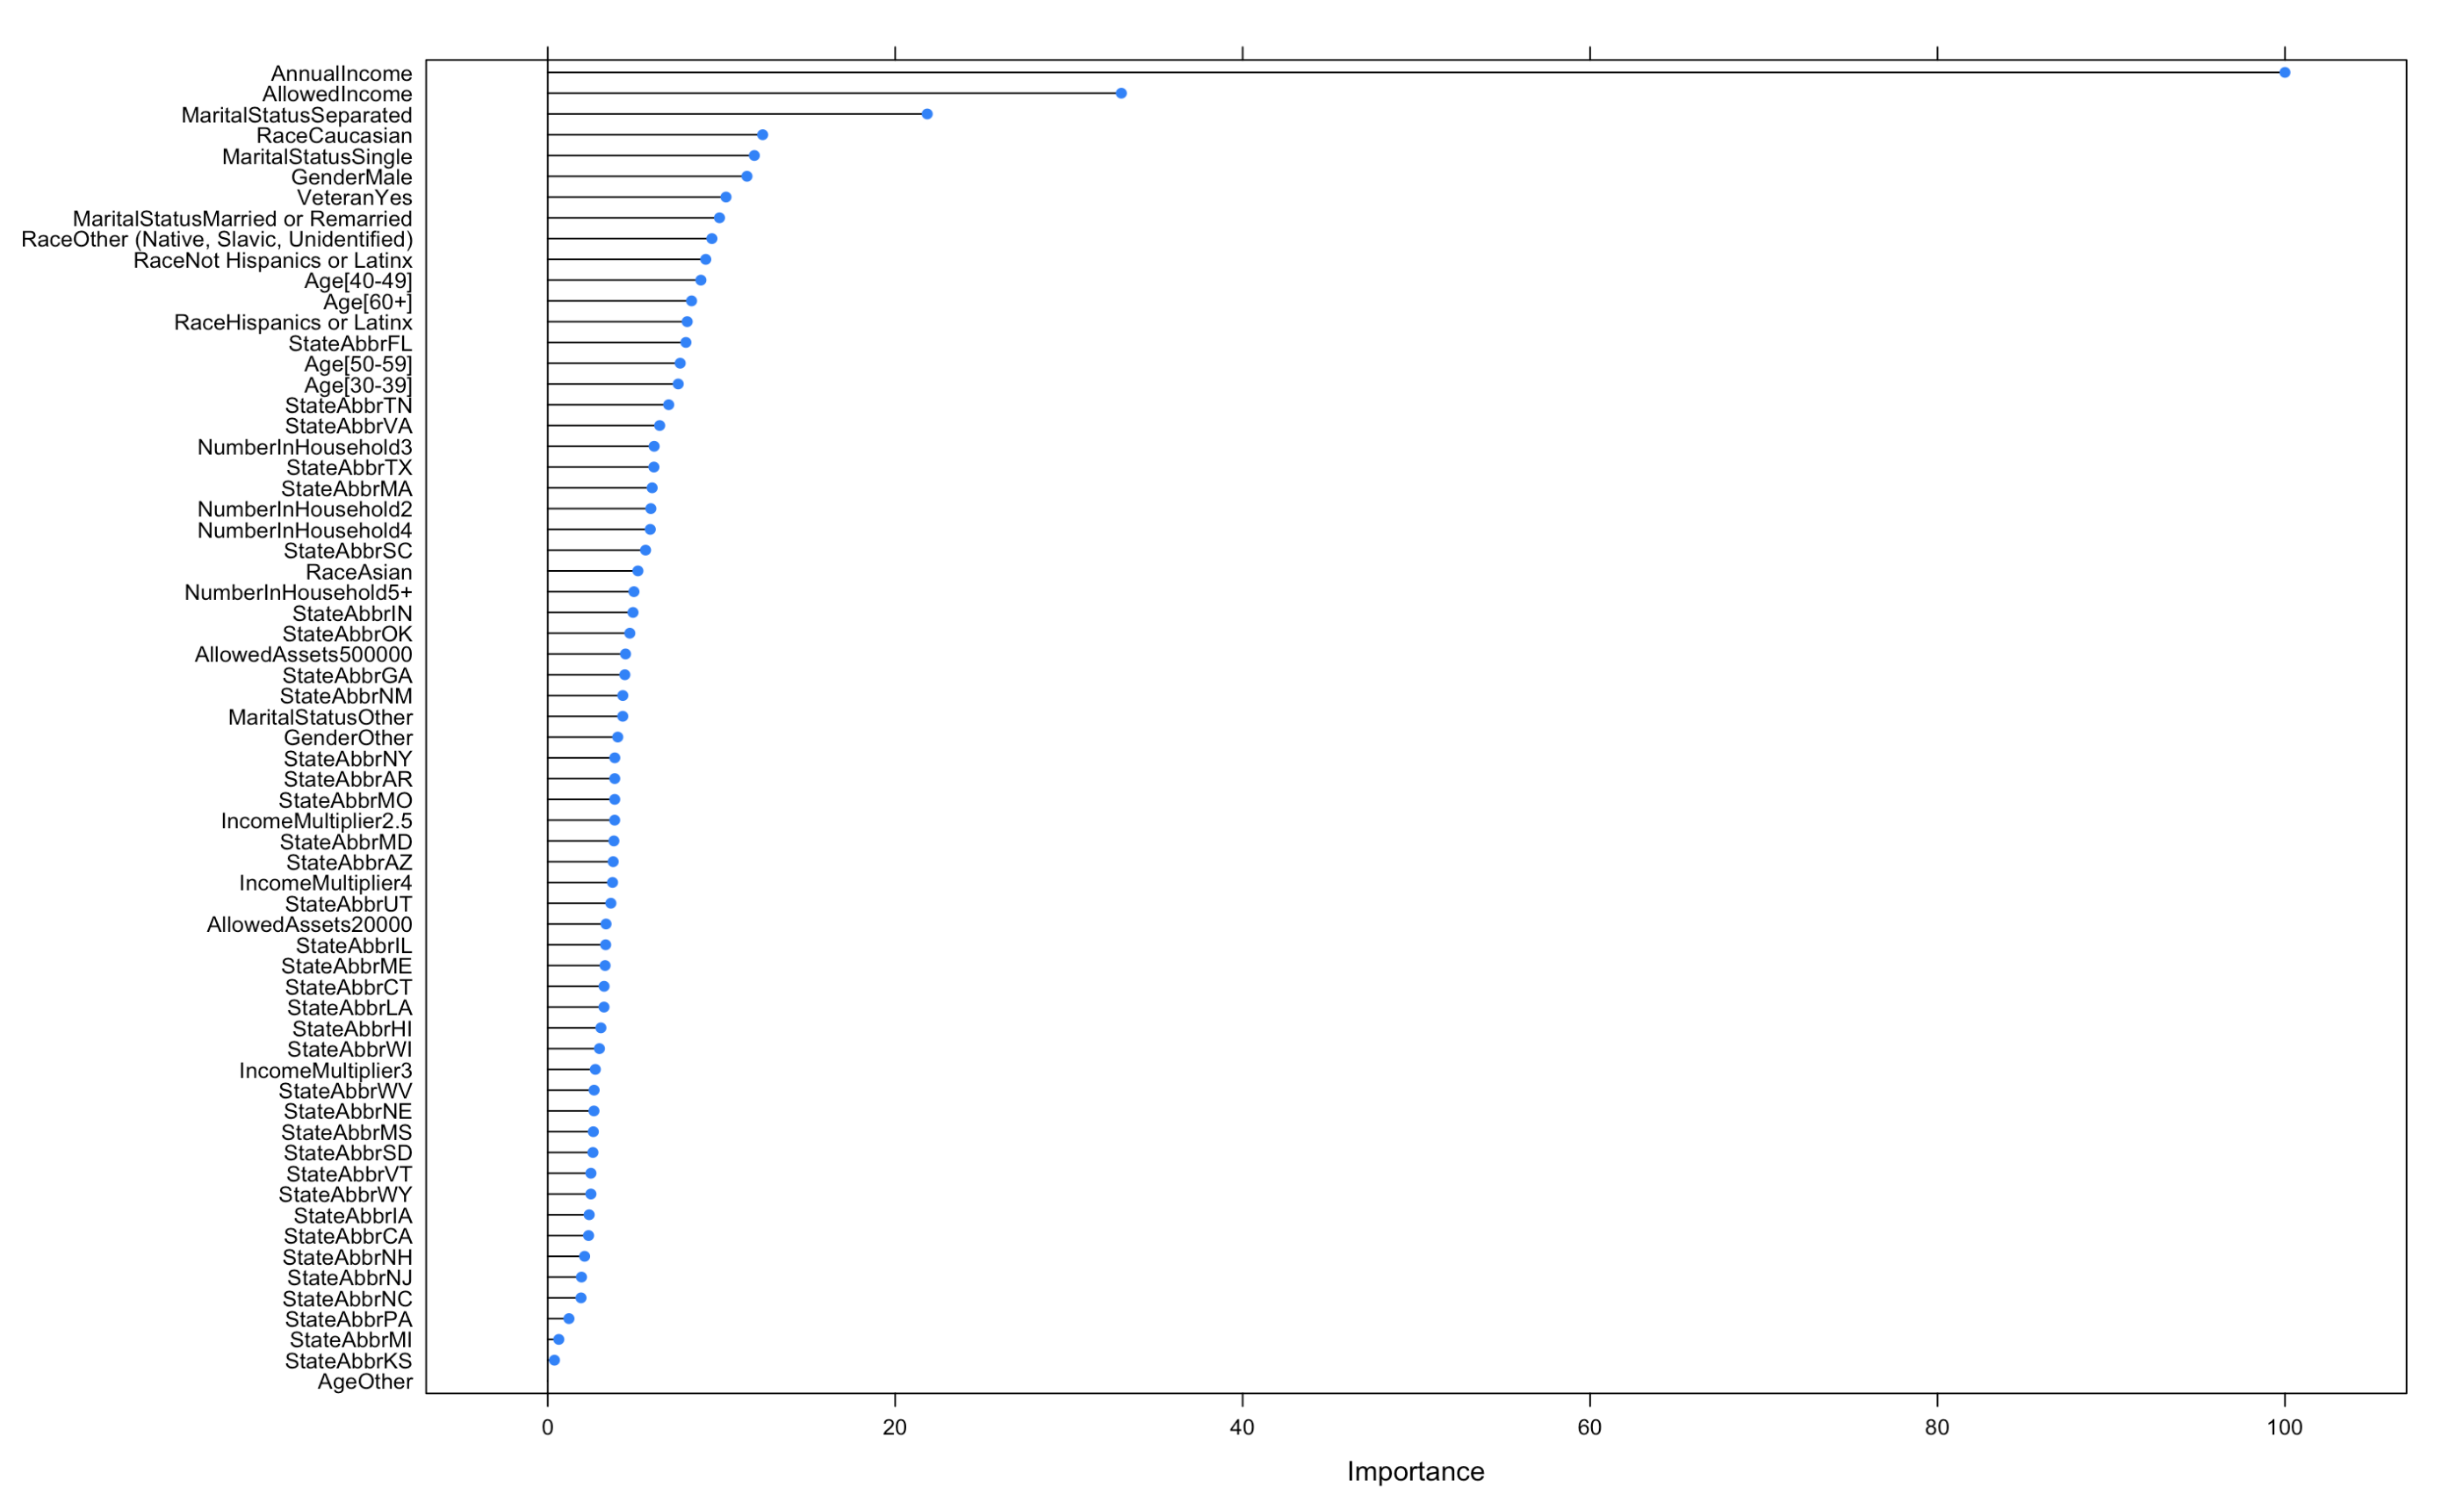 AnnualIncome
AllowedIncome
MaritalStatusSeparated
RaceCaucasian
MaritalStatusSingle
GenderMale
VeteranYes
MaritalStatusMarried or Remarried
RaceOther (Native, Slavic, Unidentified)
RaceNot Hispanics or Latinx
Age[40-49]
Age[60+]
RaceHispanics or Latinx
StateAbbrFL
Age[50-59]
Age[30-39]
StateAbbrTN
StateAbbrVA
NumberInHousehold3
StateAbbrTX
StateAbbrMA
NumberInHousehold2
NumberInHousehold4
StateAbbrSC
RaceAsian
NumberInHousehold5+
StateAbbrIN
StateAbbrOK
AllowedAssets500000
StateAbbrGA
StateAbbrNM
MaritalStatusOther
GenderOther
StateAbbrNY
StateAbbrAR
StateAbbrMO
IncomeMultiplier2.5
StateAbbrMD
StateAbbrAZ
IncomeMultiplier4
StateAbbrUT
AllowedAssets20000
StateAbbrIL
StateAbbrME
StateAbbrCT
StateAbbrLA
StateAbbrHI
StateAbbrWI
IncomeMultiplier3
StateAbbrWV
StateAbbrNE
StateAbbrMS
StateAbbrSD
StateAbbrVT
StateAbbrWY
StateAbbrIA
StateAbbrCA
StateAbbrNH
StateAbbrNJ
StateAbbrNC
StateAbbrPA
StateAbbrMI
StateAbbrKS
AgeOther
0 20 40 60 80 100
Importance